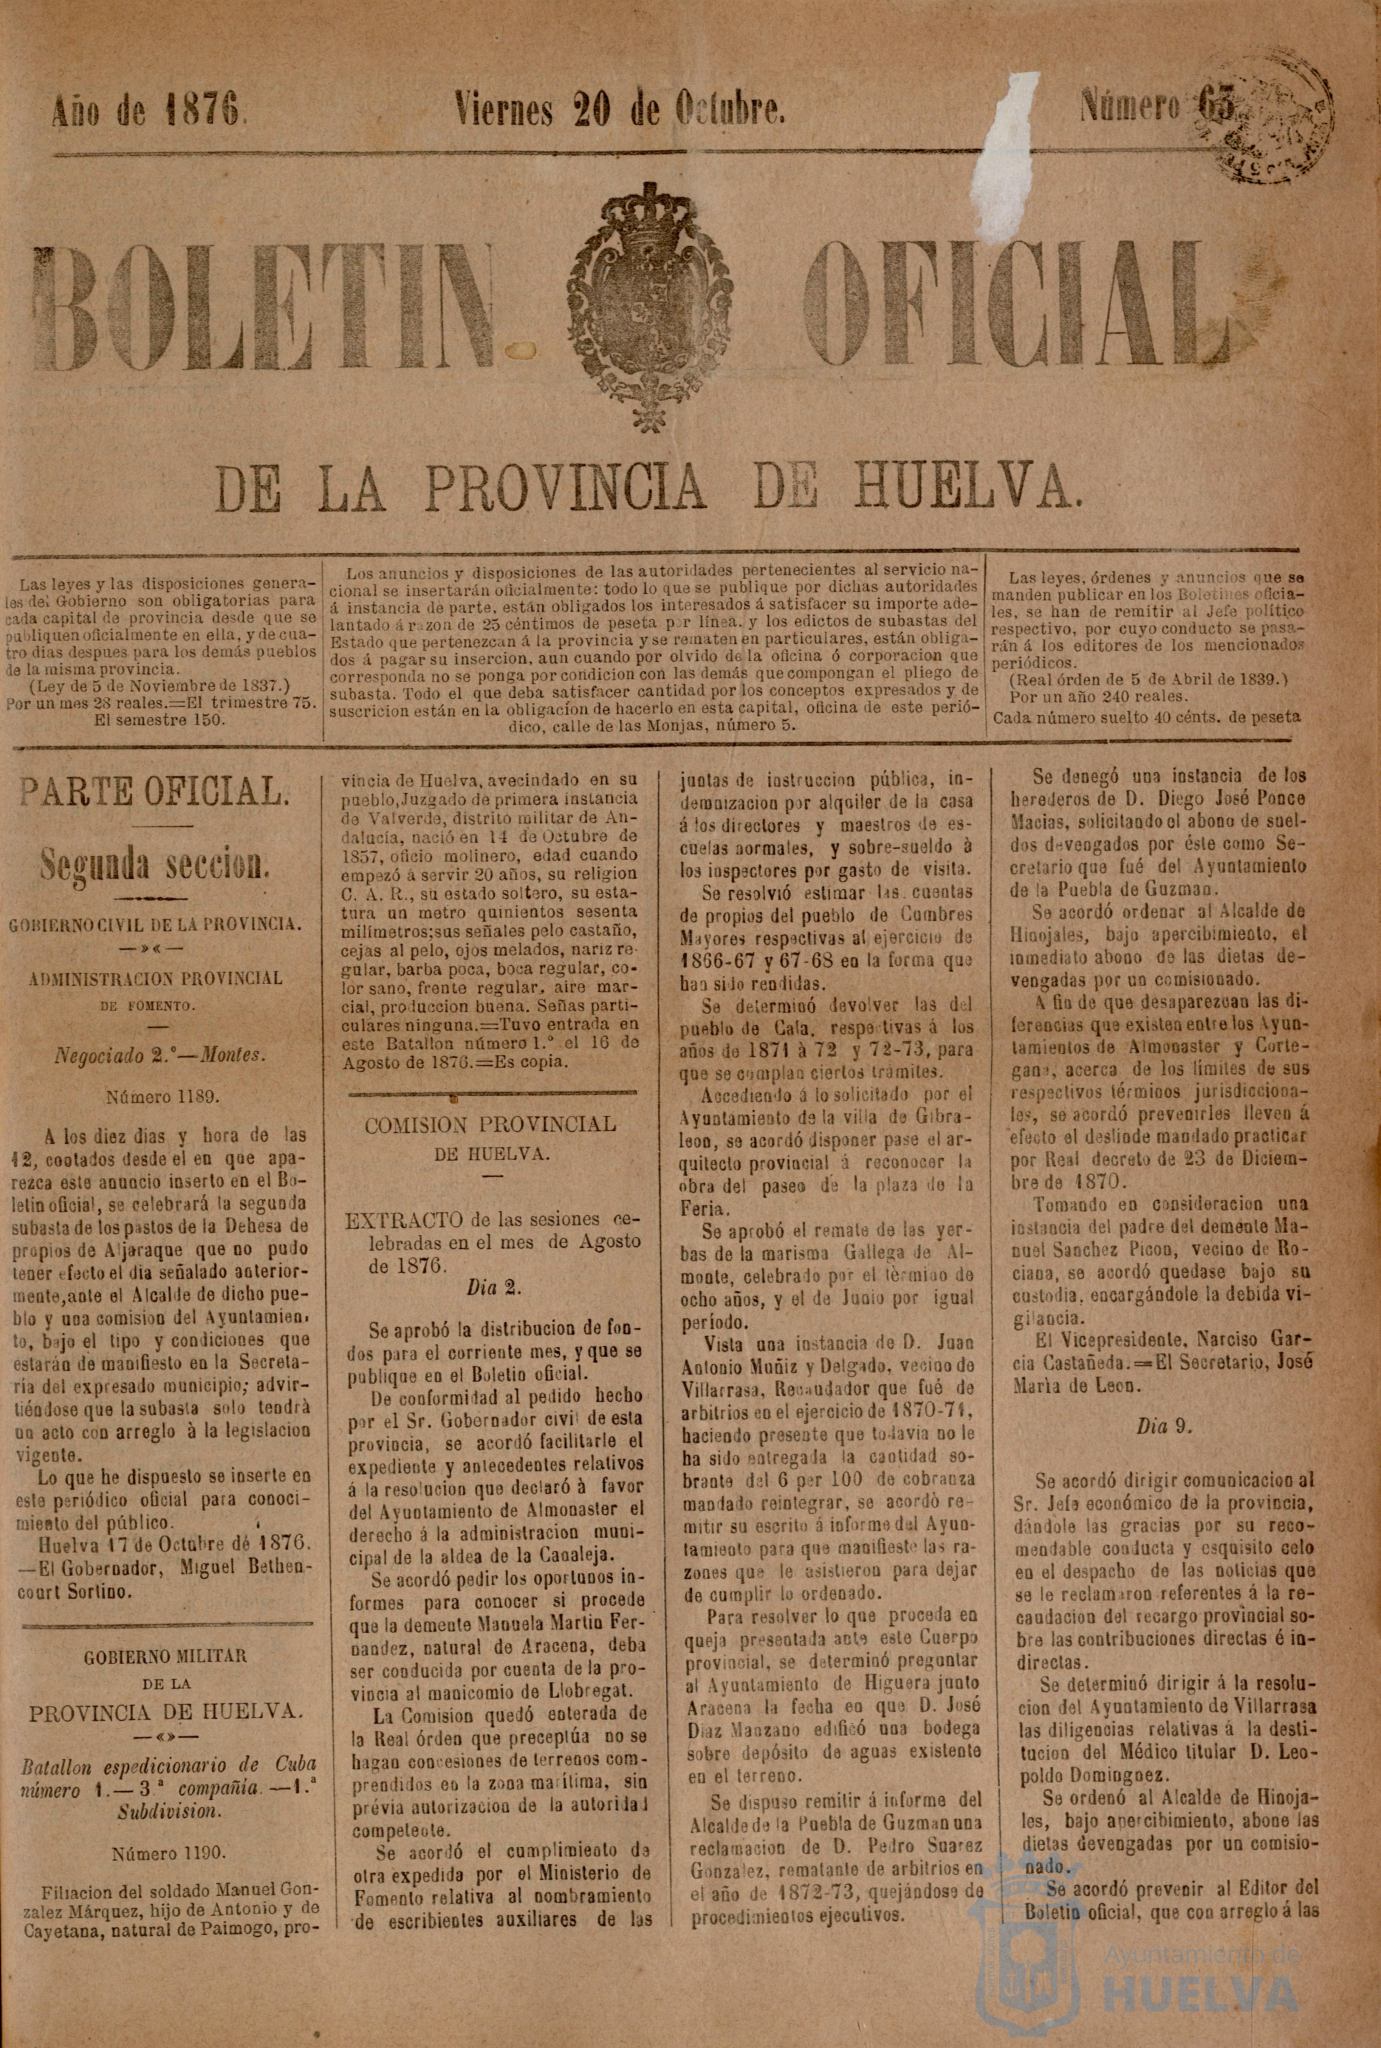 Año de 1876.
Viernes 20 de Octubre.
Número 63
BOLETIN OFICIAL
DE LA PROVINCIA DE HUELVA.
Las leyes y las disposiciones genera-
les del Gobierno son obligatorias para
cada capital de provincia desde que se
publiquen oficialmente en ella, y de cua-
tro dias despues para los demás pueblos
de la misma provincia.
(Ley de 5 de Noviembre de 1837.)
Por un mes 28 reales.=El trimestre 75.
El semestre 150.
Los anuncios y disposiciones de las autoridades pertenecientes al servicio na-
cional se insertarán oficialmente: todo lo que se publique por dichas autoridades
á instancia de parte, están obligados los interesados á satisfacer su importe ade-
lantado á razon de 25 céntimos de peseta por línea. y los edictos de subastas del
Estado que pertenezcan á la provincia y se rematen en particulares, están obliga-
dos á pagar su insercion, aun cuando por olvido de la oficina ó corporacion que
corresponda no se ponga por condicion con las demás que compongan el pliego de
subasta. Todo el que deba satisfacer cantidad por los conceptos expresados y de
suscricion están en la obligacion de hacerlo en esta capital, oficina de este perió-
dico, calle de las Monjas, número 5.
Las leyes, órdenes y anuncios que se
manden publicar en los Boletines oficia-
les, se han de remitir al Jefe político
respectivo, por cuyo conducto se pasa-
rán á los editores de los mencionados
periódicos.
(Real órden de 5 de Abril de 1839.)
Por un año 240 reales.
Cada número suelto 40 cénts. de peseta
PARTE OFICIAL.
Segunda seccion.
GOBIERNO CIVIL DE LA PROVINCIA.
—»«—
ADMINISTRACION PROVINCIAL
DE FOMENTO.
Negociado 2.º—Montes.
Número 1189.
A los diez dias y hora de las
12, contados desde el en que apa-
rezca este anuncio inserto en el Bo-
letin oficial, se celebrará la segunda
subasta de los pastos de la Dehesa de
propios de Aljaraque que no pudo
tener efecto el dia señalado anterior-
mente, ante el Alcalde de dicho pue-
blo y una comision del Ayuntamien-
to, bajo el tipo y condiciones que
estarán de manifiesto en la Secreta-
ría del expresado municipio; advir-
tiéndose que la subasta solo tendrà
un acto con arreglo à la legislacion
vigente.
Lo que he dispuesto se inserte en
este periódico oficial para conoci-
miento del público.
Huelva 17 de Octubre dé 1876.
—El Gobernador, Miguel Bethen-
court Sortino.
GOBIERNO MILITAR
DE LA
PROVINCIA DE HUELVA.
—«»—
Batallon espedicionario de Cuba
número 1.—3.ª compañía.—1.ª
Subdivision.
Número 1190.
Filiacion del soldado Manuel Gon-
zalez Márquez, hijo de Antonio y de
Cayetana, natural de Paimogo, pro-
vincia de Huelva, avecindado en su
pueblo, Juzgado de primera instancia
de Valverde, distrito militar de An-
dalucía, nació en 14 de Octubre de
1857, oficio molinero, edad cuando
empezó á servir 20 años, su religion
C. A. R., su estado soltero, su esta-
tura un metro quinientos sesenta
milímetros; sus señales pelo castaño,
cejas al pelo, ojos melados, nariz re-
gular, barba poca, boca regular, co-
lor sano, frente regular, aire mar-
cial, produccion buena. Señas parti-
culares ninguna.=Tuvo entrada en
este Batallon número 1.º el 16 de
Agosto de 1876.=Es copia.
COMISION PROVINCIAL
DE HUELVA.
EXTRACTO de las sesiones ce-
lebradas en el mes de Agosto
de 1876.
Dia 2.
Se aprobó la distribucion de fon-
dos para el corriente mes, y que se
publique en el Boletin oficial.
De conformidad al pedido hecho
por el Sr. Gobernador civil de esta
provincia, se acordó facilitarle el
expediente y antecedentes relativos
á la resolucion que declaró à favor
del Ayuntamiento de Almonaster el
derecho á la administracion muni-
cipal de la aldea de la Canaleja.
Se acordó pedir los oportunos in-
formes para conocer si procede
que la demente Manuela Martin Fer-
nandez, natural de Aracena, deba
ser conducida por cuenta de la pro-
vincia al manicomio de Llobregat.
La Comision quedó enterada de
la Real órden que preceptúa no se
hagan concesiones de terrenos com-
prendidos en la zona marítima, sin
prévia autorizacion de la autoridad
competente.
Se acordó el cumplimiento de
otra expedida por el Ministerio de
Fomento relativa al nombramiento
de escribientes auxiliares de las
juntas de instruccion pública, in-
demnizacion por alquiler de la casa
á los directores y maestros de es-
cuelas normales, y sobre-sueldo à
los inspectores por gasto de visita.
Se resolvió estimar las cuentas
de propios del pueblo de Cumbres
Mayores respectivas al ejercicio de
1866-67 y 67-68 en la forma que
han sido rendidas.
Se determinó devolver las del
pueblo de Cala, respectivas á los
años de 1871 à 72 y 72-73, para
que se complan ciertos trámites.
Accediendo á lo solicitado por el
Ayuntamiento de la villa de Gibra-
leon, se acordó disponer pase el ar-
quitecto provincial á reconocer la
obra del paseo de la plaza de la
Feria.
Se aprobó el remate de las yer-
bas de la marisma Gallega de Al-
monte, celebrado por el tèrmino de
ocho años, y el de Junio por igual
período.
Vista una instancia de D. Juan
Antonio Muñiz y Delgado, vecino de
Villarrasa, Recaudador que fué de
arbitrios en el ejercicio de 1870-71,
haciendo presente que todavia no le
ha sido entregada la cantidad so-
brante del 6 per 100 de cobranza
mandado reintegrar, se acordò re-
mitir su escrito á informe del Ayun-
tamiento para que manifieste las ra-
zones que le asistieron para dejar
de cumplir lo ordenado.
Para resolver lo que proceda en
queja presentada ante este Cuerpo
provincial, se determinó preguntar
al Ayuntamiento de Higuera junto
Aracena la fecha en que D. José
Diaz Manzano edificó una bodega
sobre depósito de aguas existente
en el terreno.
Se dispuso remitir á informe del
Alcalde de la Puebla de Guzman una
reclamacion de D. Pedro Suarez
Gonzalez, rematante de arbitrios en
el año de 1872-73, quejándose de
procedimientos ejecutivos.
Se denegó una instancia de los
herederos de D. Diego José Ponce
Macias, solicitando el abono de suel-
dos devengados por éste como Se-
cretario que fué del Ayuntamiento
de la Puebla de Guzman.
Se acordó ordenar al Alcalde de
Hinojales, bajo apercibimiento, el
inmediato abono de las dietas de-
vengadas por un comisionado.
A fin de que desaparezcan las di-
ferencias que existen entre los Ayun-
tamientos de Almonaster y Corte-
gana, acerca de los límites de sus
respectivos términos jurisdicciona-
les, se acordó prevenirles lleven á
efecto el deslinde mandado practicar
por Real decreto de 23 de Diciem-
bre de 1870.
Tomando en consideracion una
instancia del padre del demente Ma-
nuel Sanchez Picon, vecino de Ro-
ciana, se acordó quedase bajo su
custodia, encargándole la debida vi-
gilancia.
El Vicepresidente, Narciso Gar-
cia Castañeda.=El Secretario, José
Maria de Leon.
Dia 9.
Se acordó dirigir comunicacion al
Sr. Jefe económico de la provincia,
dándole las gracias por su reco-
mendable conducta y esquisito celo
en el despacho de las noticias que
se le reclamaron referentes á la re-
caudacion del recargo provincial so-
bre las contribuciones directas é in-
directas.
Se determinó dirigir á la resolu-
cion del Ayuntamiento de Villarrasa
las diligencias relativas á la desti-
tucion del Médico titular D. Leo-
poldo Dominguez.
Se ordenó al Alcalde de Hinoja-
les, bajo apercibimiento, abone las
dietas devengadas por un comisio-
nado.
Se acordó prevenir al Editor del
Boletin oficial, que con arreglo á las
Ayuntamiento de
HUELVA